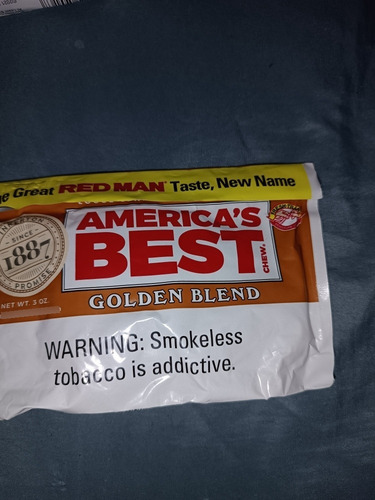 Great RED MAN Taste, New Name
AMERICA'S
BEST
CHEW.
SINCE
1887
PROMISE
NET WT. 3 OZ.
GOLDEN BLEND
WARNING: Smokeless
tobacco is addictive.